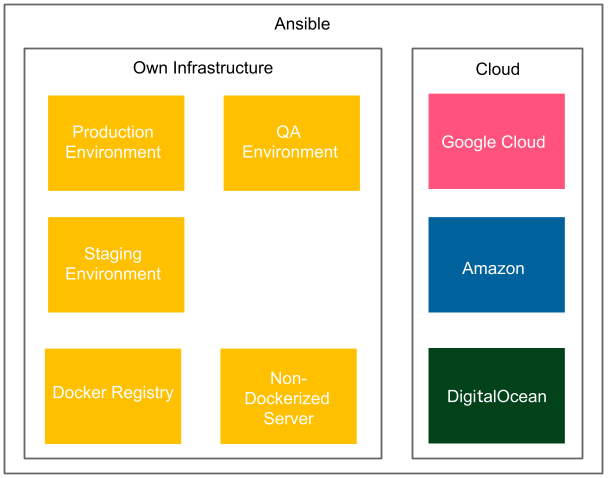 Ansible
Own Infrastructure
Production
Environment
QA
Environment
Staging
Environment
Docker Registry
Non-
Dockerized
Server
Cloud
Google Cloud
Amazon
DigitalOcean